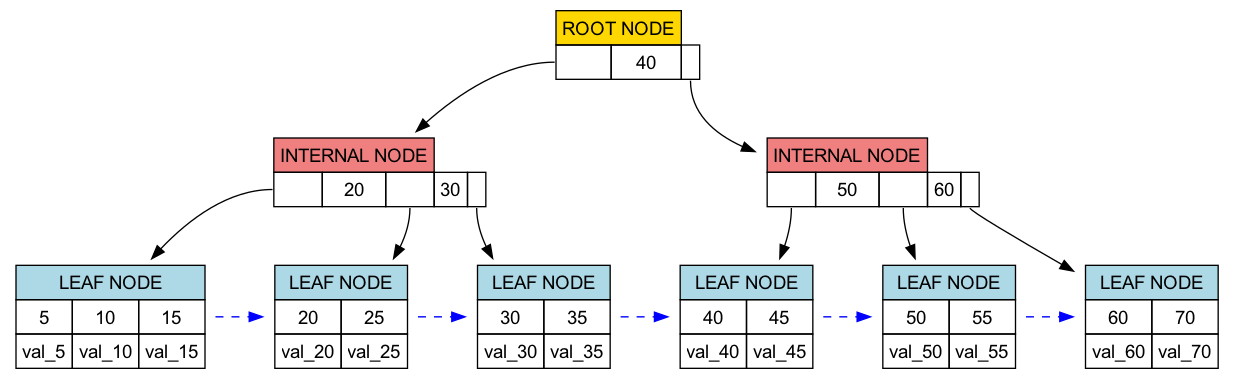 ROOT NODE
40
INTERNAL NODE INTERNAL NODE
20 30 50 60
LEAF NODE LEAF NODE LEAF NODE LEAF NODE LEAF NODE LEAF NODE
5 10 15 20 25 30 35 40 45 50 55 60 70
val_5 val_10 val_15 val_20 val_25 val_30 val_35 val_40 val_45 val_50 val_55 val_60 val_70